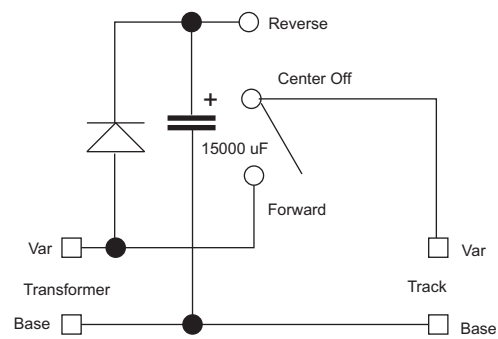 Reverse
Center Off
+
15000 uF
Forward
Var
Var
Transformer
Track
Base
Base